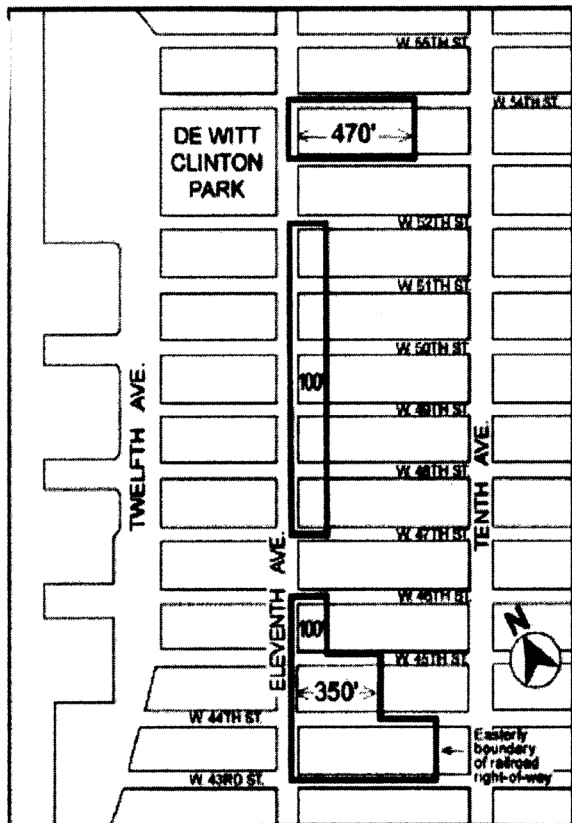 W. 55TH ST.
W. 54TH ST.
DE WITT
CLINTON
PARK
470'
W. 52TH ST.
W. 51TH ST.
W. 50TH ST.
100'
W. 49TH ST.
W. 48TH ST.
W. 47TH ST.
TWELFTH AVE.
TENTH AVE.
ELEVENTH AVE.
W. 46TH ST.
100'
W. 45TH ST.
N
350'
W. 44TH ST.
Easterly
boundary
of railroad
right-of-way
W. 43RD ST.